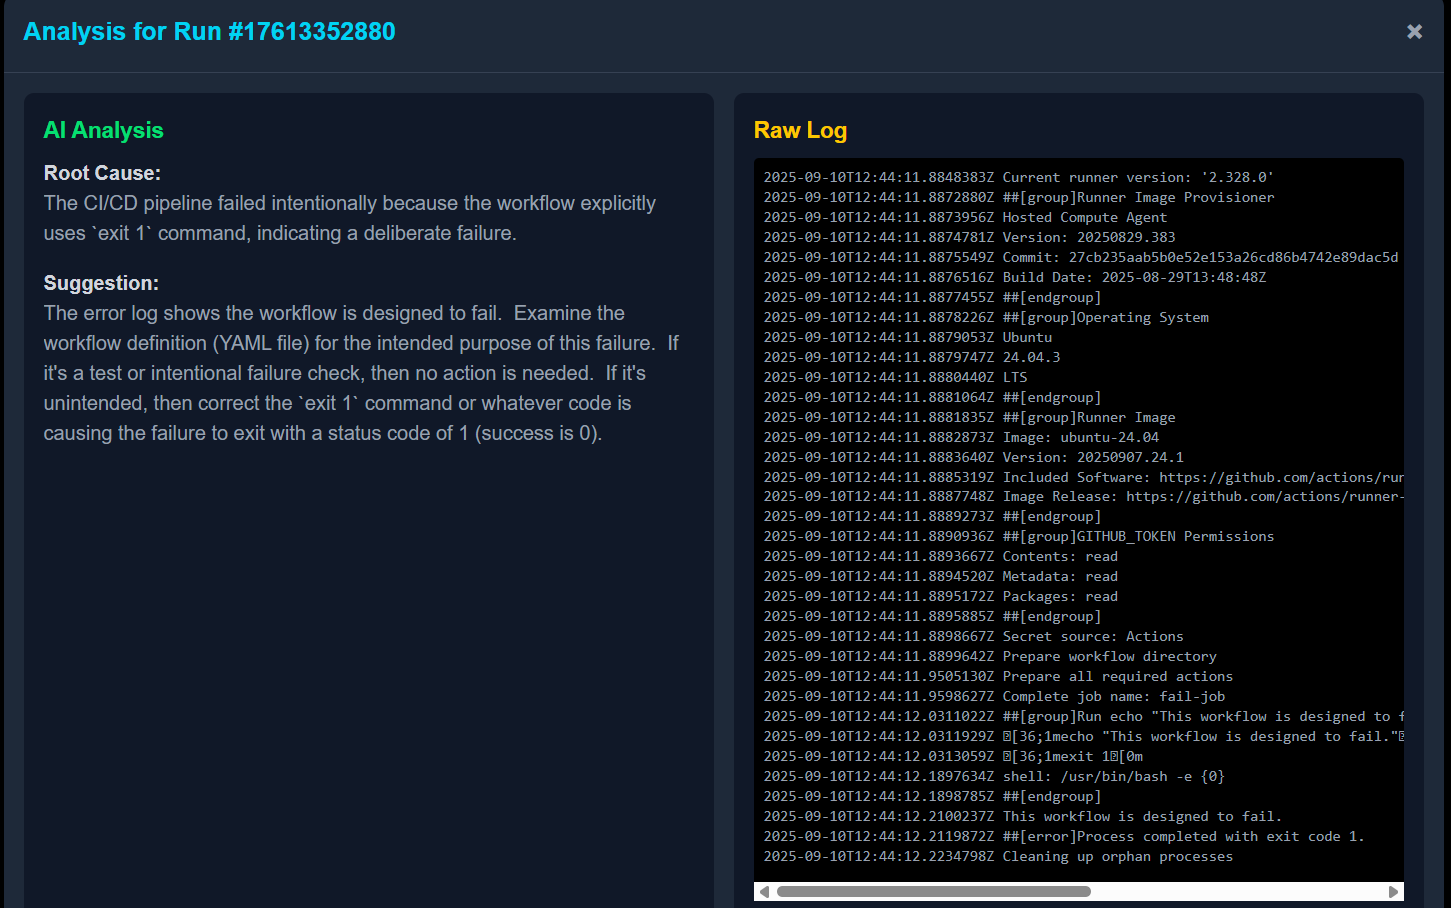 Analysis for Run #17613352880
×
AI Analysis
Root Cause:
The CI/CD pipeline failed intentionally because the workflow explicitly
uses `exit 1` command, indicating a deliberate failure.
Suggestion:
The error log shows the workflow is designed to fail.  Examine the
workflow definition (YAML file) for the intended purpose of this failure.  If
it's a test or intentional failure check, then no action is needed.  If it's
unintended, then correct the `exit 1` command or whatever code is
causing the failure to exit with a status code of 1 (success is 0).
Raw Log
2025-09-10T12:44:11.8848383Z Current runner version: '2.328.0'
2025-09-10T12:44:11.8872880Z ##[group]Runner Image Provisioner
2025-09-10T12:44:11.8873956Z Hosted Compute Agent
2025-09-10T12:44:11.8874781Z Version: 20250829.383
2025-09-10T12:44:11.8875549Z Commit: 27cb235aab5b0e52e153a26cd86b4742e89dac5d
2025-09-10T12:44:11.8876516Z Build Date: 2025-08-29T13:48:48Z
2025-09-10T12:44:11.8877455Z ##[endgroup]
2025-09-10T12:44:11.8878226Z ##[group]Operating System
2025-09-10T12:44:11.8879053Z Ubuntu
2025-09-10T12:44:11.8879747Z 24.04.3
2025-09-10T12:44:11.8880440Z LTS
2025-09-10T12:44:11.8881064Z ##[endgroup]
2025-09-10T12:44:11.8881835Z ##[group]Runner Image
2025-09-10T12:44:11.8882873Z Image: ubuntu-24.04
2025-09-10T12:44:11.8883640Z Version: 20250907.24.1
2025-09-10T12:44:11.8885319Z Included Software: https://github.com/actions/run
2025-09-10T12:44:11.8887748Z Image Release: https://github.com/actions/runner-
2025-09-10T12:44:11.8889273Z ##[endgroup]
2025-09-10T12:44:11.8890936Z ##[group]GITHUB_TOKEN Permissions
2025-09-10T12:44:11.8893667Z Contents: read
2025-09-10T12:44:11.8894520Z Metadata: read
2025-09-10T12:44:11.8895172Z Packages: read
2025-09-10T12:44:11.8895885Z ##[endgroup]
2025-09-10T12:44:11.8898667Z Secret source: Actions
2025-09-10T12:44:11.8899642Z Prepare workflow directory
2025-09-10T12:44:11.9505130Z Prepare all required actions
2025-09-10T12:44:11.9598627Z Complete job name: fail-job
2025-09-10T12:44:12.0311022Z ##[group]Run echo "This workflow is designed to f
2025-09-10T12:44:12.0311929Z [36;1mecho "This workflow is designed to fail."
2025-09-10T12:44:12.0313059Z [36;1mexit 1[0m
2025-09-10T12:44:12.1897634Z shell: /usr/bin/bash -e {0}
2025-09-10T12:44:12.1898785Z ##[endgroup]
2025-09-10T12:44:12.2100237Z This workflow is designed to fail.
2025-09-10T12:44:12.2119872Z ##[error]Process completed with exit code 1.
2025-09-10T12:44:12.2234798Z Cleaning up orphan processes